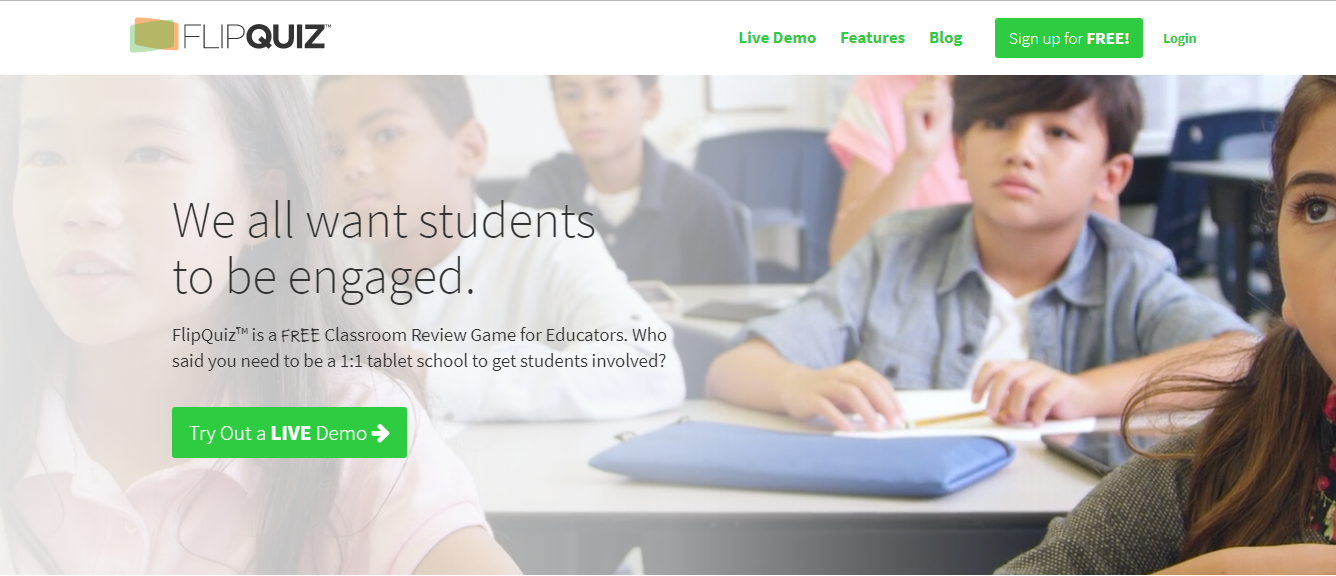 FLIPQUIZ™
Live Demo
Features
Blog
Sign up for FREE!
Login
We all want students
to be engaged.
FlipQuiz™ is a FREE Classroom Review Game for Educators. Who
said you need to be a 1:1 tablet school to get students involved?
Try Out a LIVE Demo